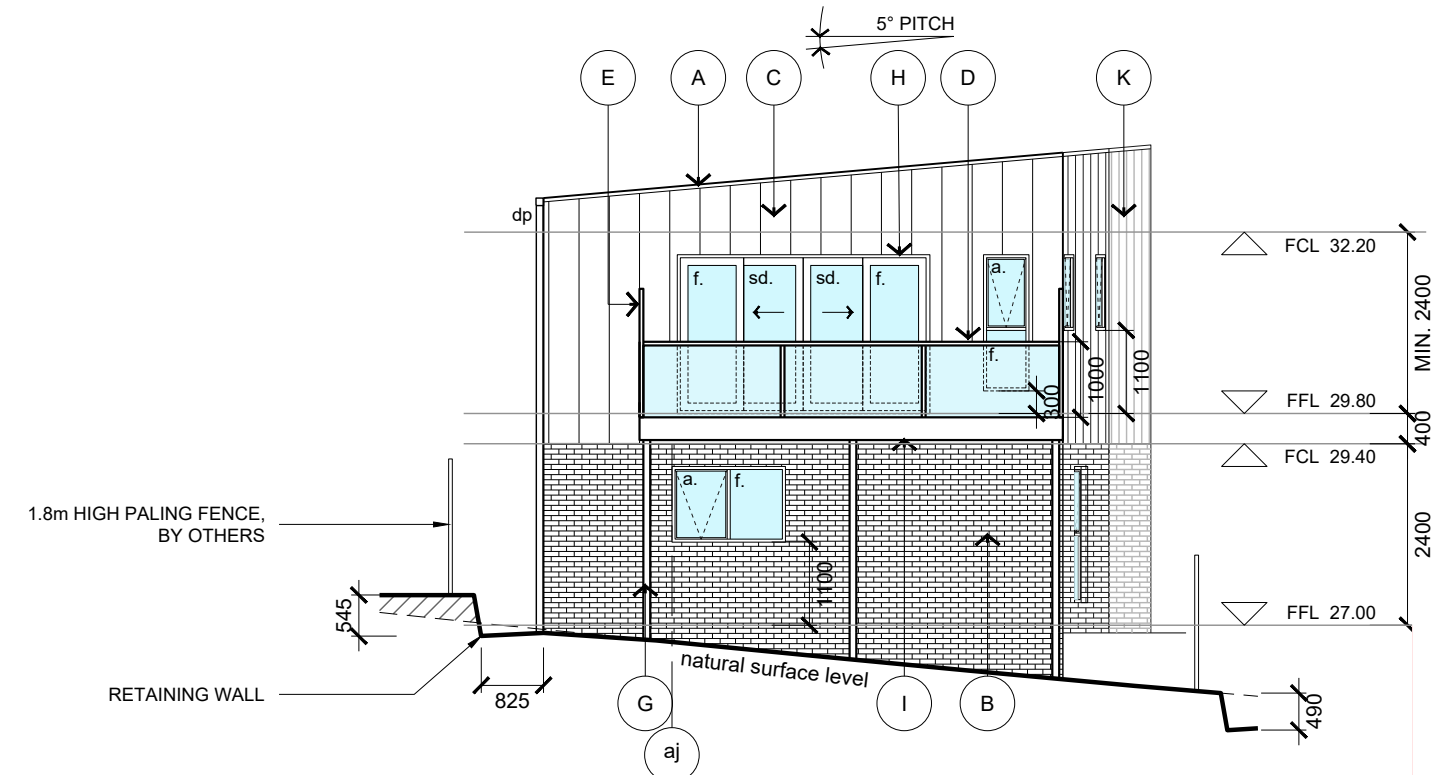 5° PITCH
E
A
C
H
D
K
dp
FCL 32.20
a.
f.
sd.
sd.
f.
MIN. 2400
f.
300
1000
1100
FFL 29.80
400
FCL 29.40
a.
f.
1.8m HIGH PALING FENCE,
BY OTHERS
2400
1100
545
FFL 27.00
natural surface level
RETAINING WALL
825
G
I
B
490
aj